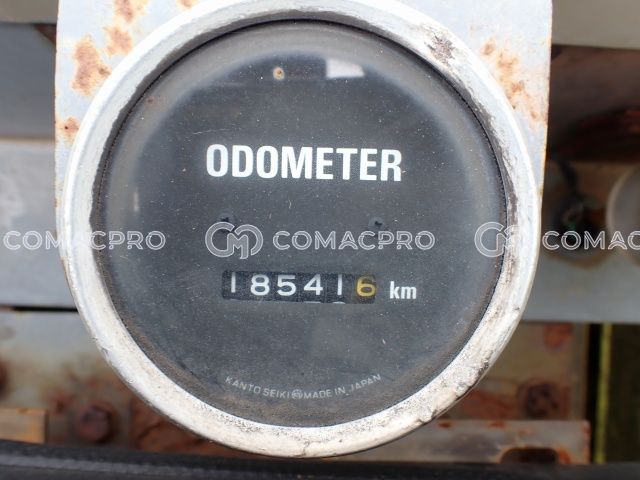 ODOMETER
COMACPRO COMACPRO COMACPRO
185416 km
KANTO SEIKI MADE IN JAPAN